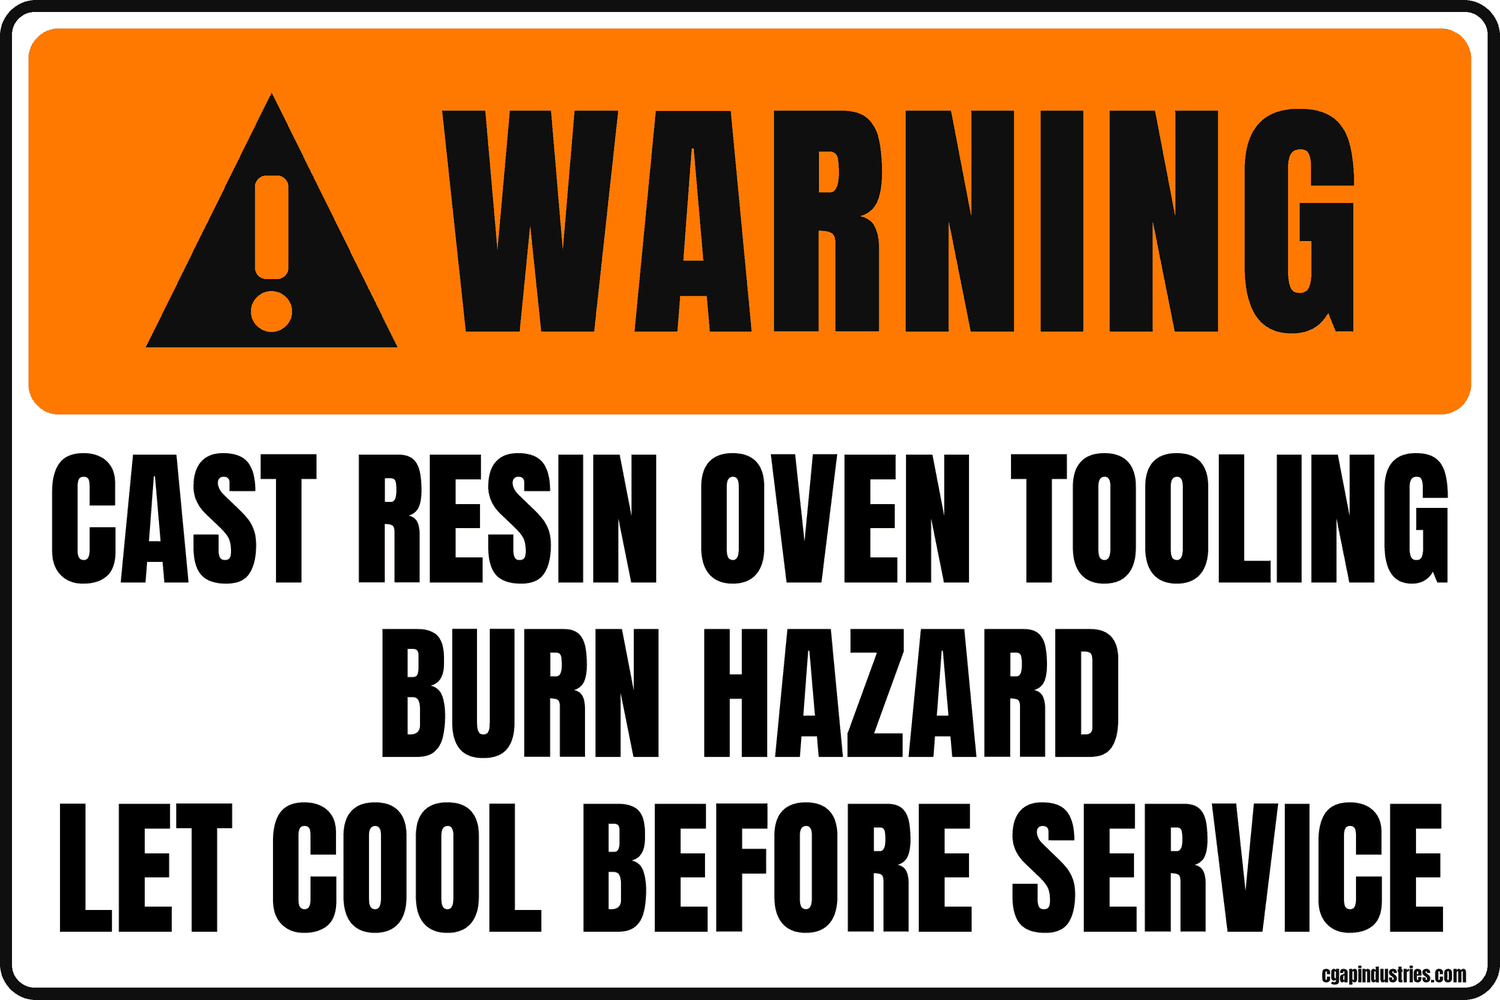 WARNING
CAST RESIN OVEN TOOLING
BURN HAZARD
LET COOL BEFORE SERVICE
cgapindustries.com